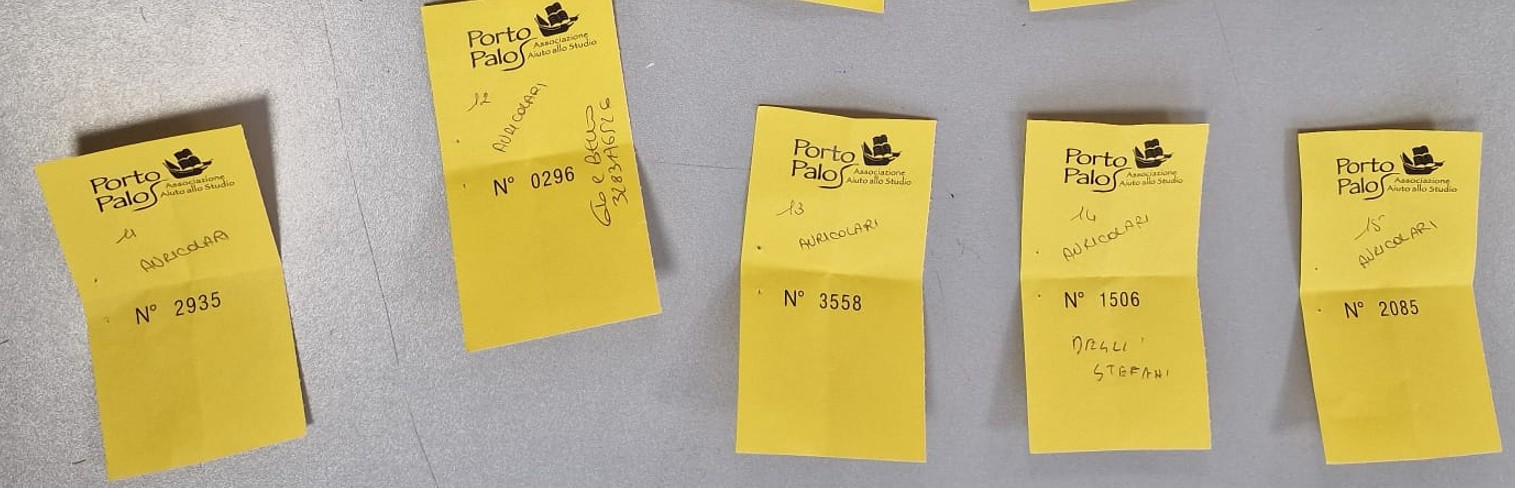 Porto
Palos
Associazione
Aiuto allo Studio
11
AURICOLARI
N° 2935
Porto
Palos
Associazione
Aiuto allo Studio
12
AURICOLARI
N° 0296
Porto
Palos
Associazione
Aiuto allo Studio
13
AURICOLARI
N° 3558
Porto
Palos
Associazione
Aiuto allo Studio
14
AURICOLARI
N° 1506
DEGLI
STEFANI
Porto
Palos
Associazione
Aiuto allo Studio
15
AURICOLARI
N° 2085